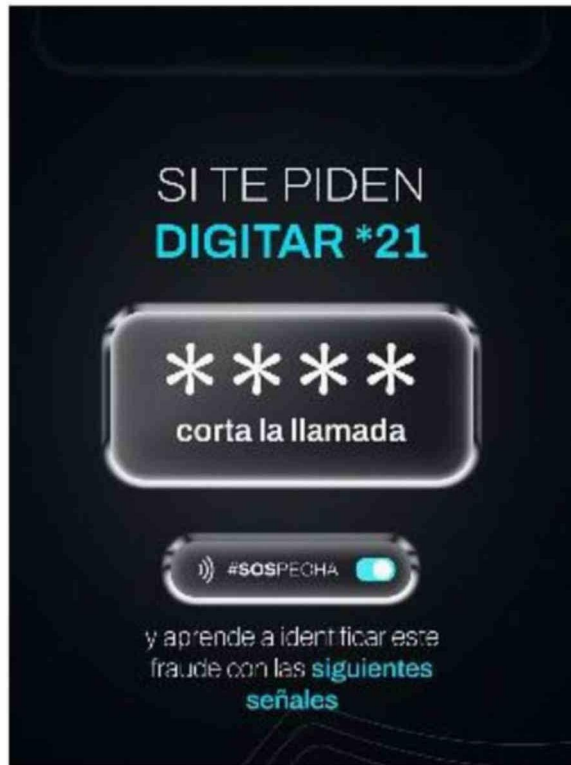 SI TE PIDEN
DIGITAR *21
****
corta la llamada
#SOSPECHA
y aprende a identificar este
fraude con las siguientes
señales